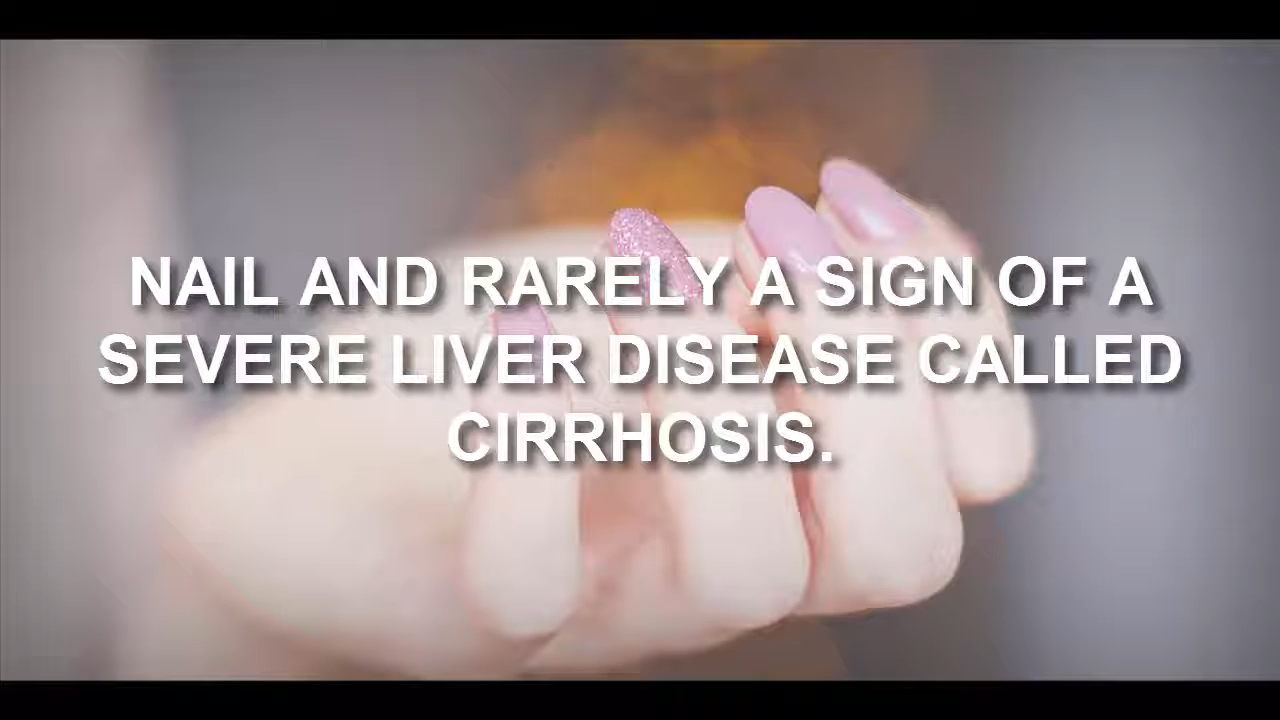 NAIL AND RARELY A SIGN OF A
SEVERE LIVER DISEASE CALLED
CIRRHOSIS.